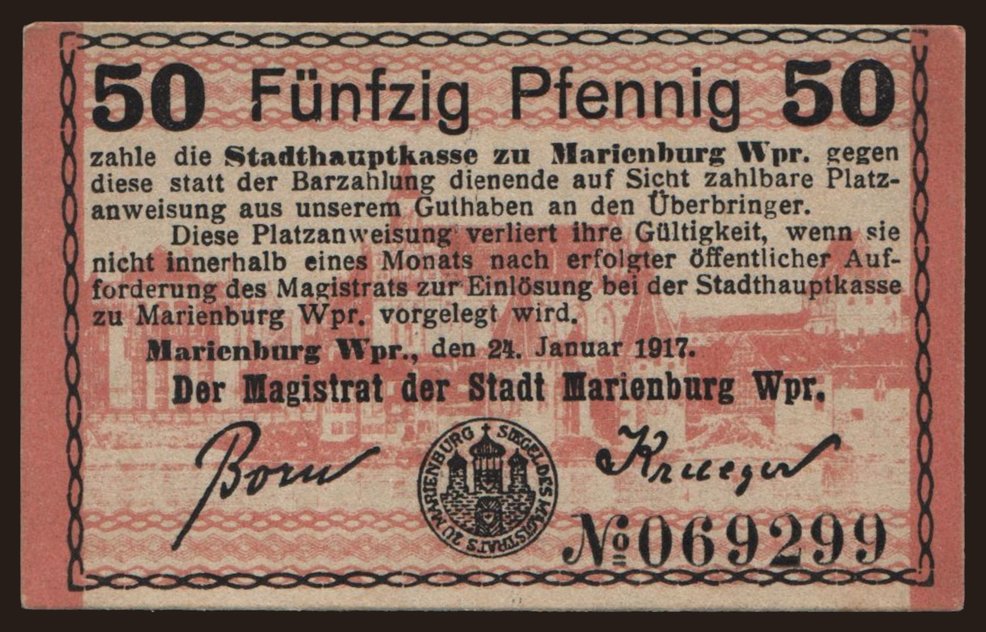 50 Fünfzig Pfennig 50
zahle die Stadthauptkasse zu Marienburg Wpr. gegen
diese statt der Barzahlung dienende auf Sicht zahlbare Platz-
anweisung aus unserem Guthaben an den Überbringer.
Diese Platzanweisung verliert ihre Gültigkeit, wenn sie
nicht innerhalb eines Monats nach erfolgter öffentlicher Auf-
forderung des Magistrats zur Einlösung bei der Stadthauptkasse
zu Marienburg Wpr. vorgelegt wird.
Marienburg Wpr., den 24. Januar 1917.
Der Magistrat der Stadt Marienburg Wpr.
Born
SIEGEL DES MAGISTRATS ZU MARIENBURG
Krueger
No 069299